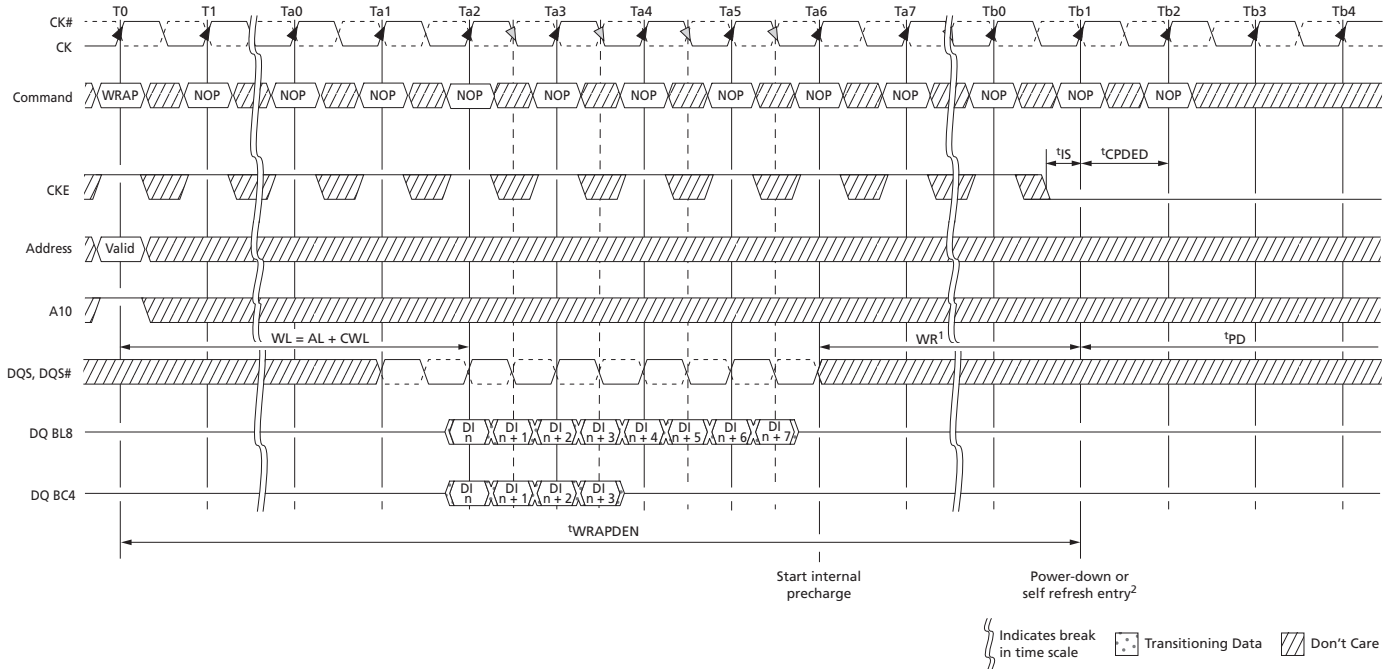 T0 T1 Ta0 Ta1 Ta2 Ta3 Ta4 Ta5 Ta6 Ta7 Tb0 Tb1 Tb2 Tb3 Tb4
CK#
CK
Command WRAP NOP NOP NOP NOP NOP NOP NOP NOP NOP NOP NOP NOP
tIS tCPDED
CKE
Address Valid
A10
WL = AL + CWL WR1 tPD
DQS, DQS#
DQ BL8 DI n DI n + 1 DI n + 2 DI n + 3 DI n + 4 DI n + 5 DI n + 6 DI n + 7
DQ BC4 DI n DI n + 1 DI n + 2 DI n + 3
tWRAPDEN
Start internal precharge
Power-down or self refresh entry2
Indicates break in time scale
Transitioning Data
Don't Care